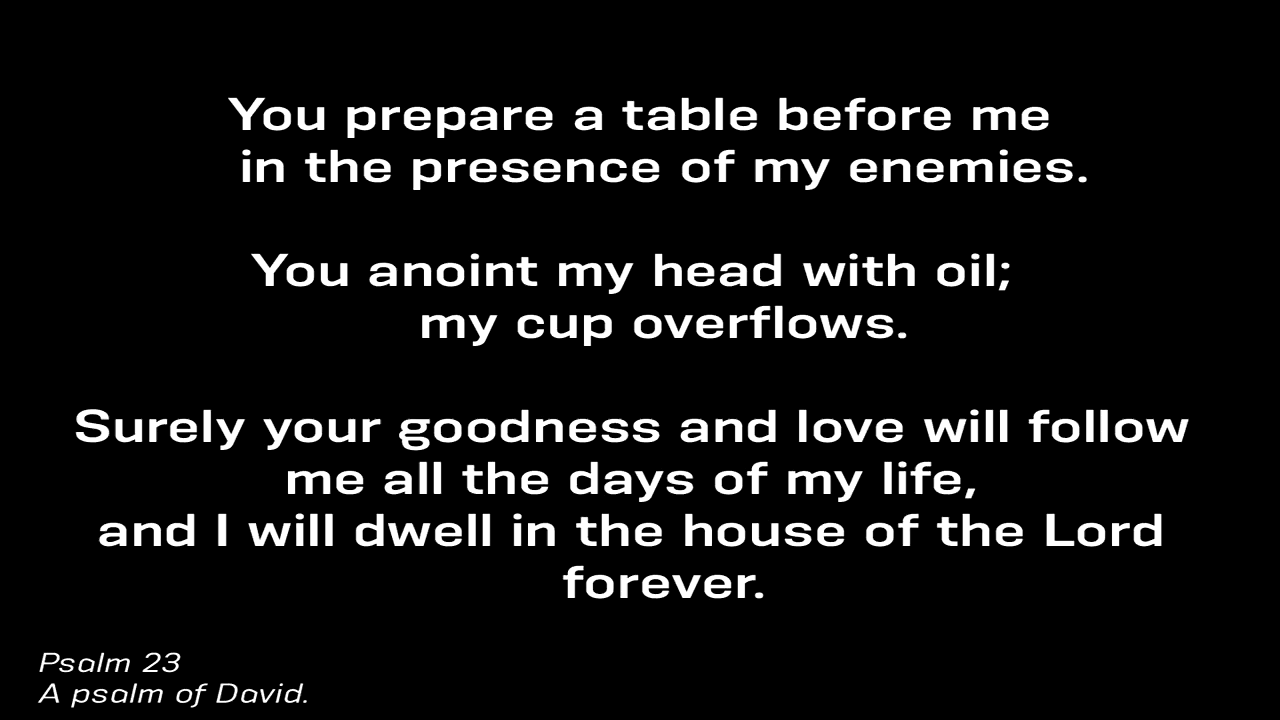 You prepare a table before me
in the presence of my enemies.
You anoint my head with oil;
my cup overflows.
Surely your goodness and love will follow
me all the days of my life,
and I will dwell in the house of the Lord
forever.
Psalm 23
A psalm of David.